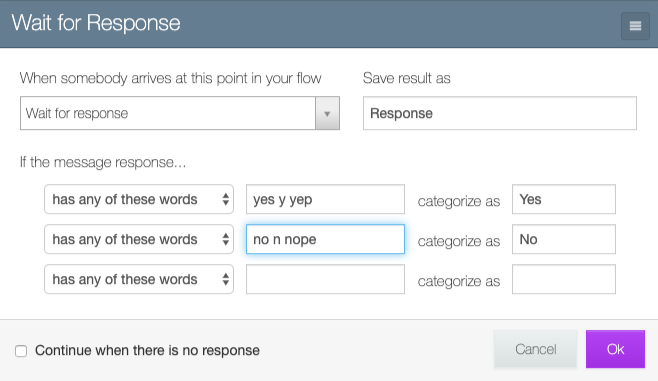 Wait for Response
When somebody arrives at this point in your flow Save result as
Wait for response Response
If the message response...
has any of these words yes y yep categorize as Yes
has any of these words no n nope categorize as No
has any of these words categorize as
Continue when there is no response Cancel Ok